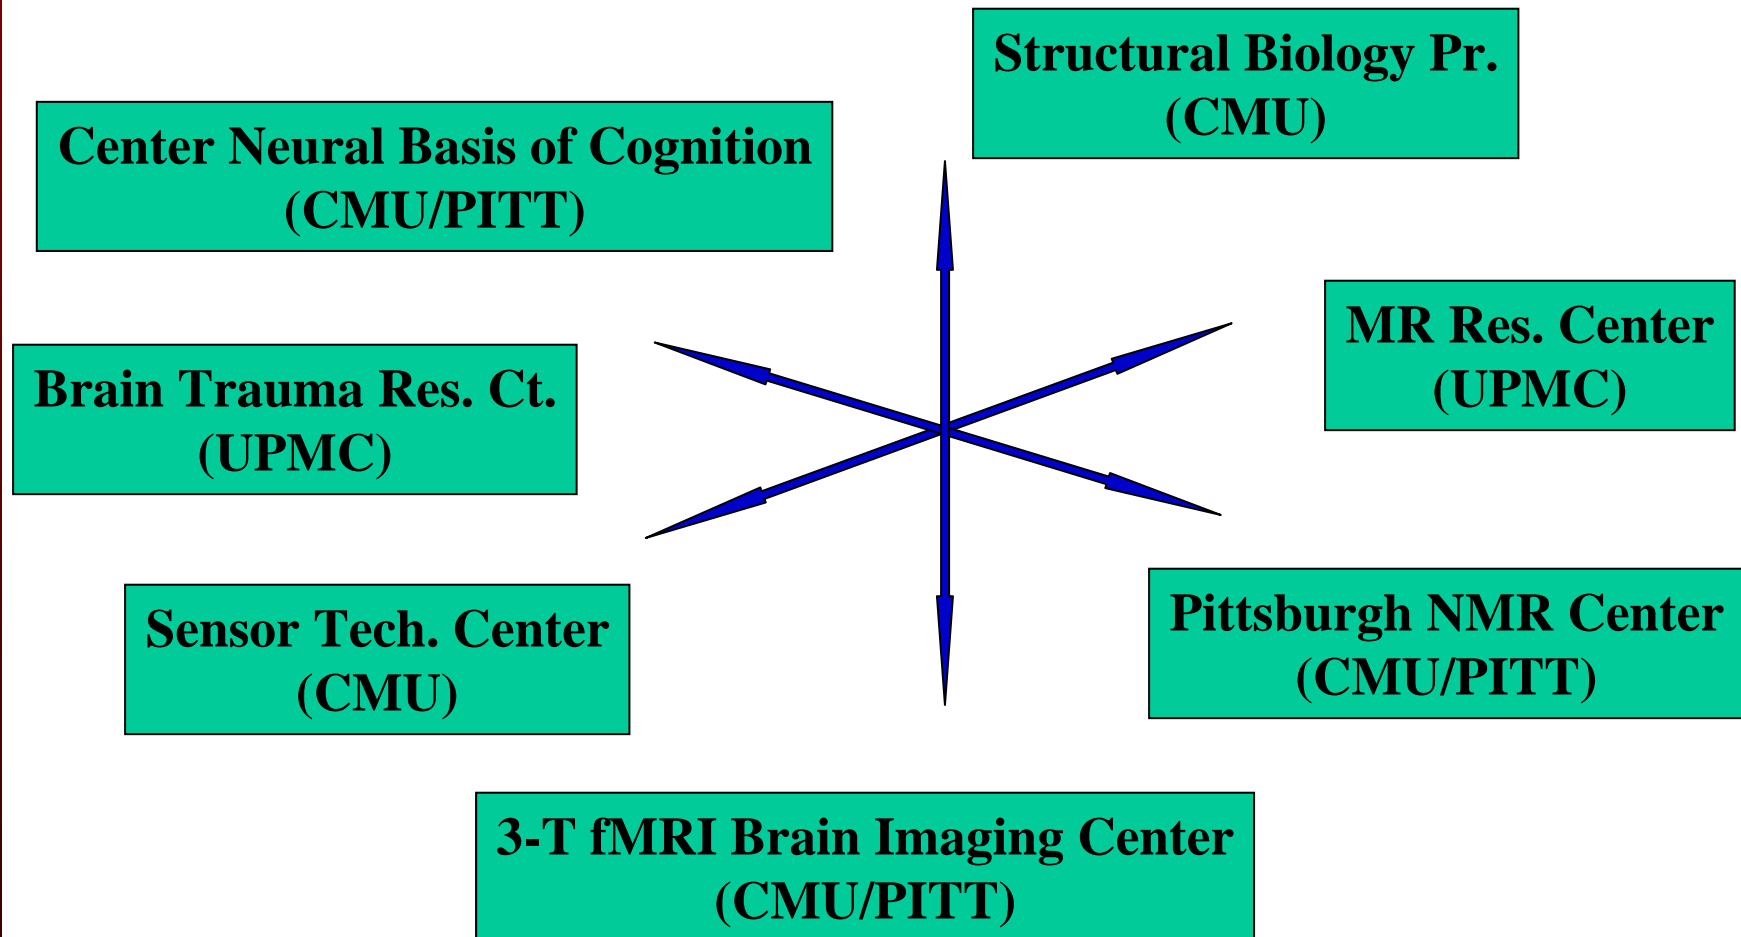 Structural Biology Pr.
(CMU)
Center Neural Basis of Cognition
(CMU/PITT)
MR Res. Center
(UPMC)
Brain Trauma Res. Ct.
(UPMC)
Pittsburgh NMR Center
(CMU/PITT)
Sensor Tech. Center
(CMU)
3-T fMRI Brain Imaging Center
(CMU/PITT)